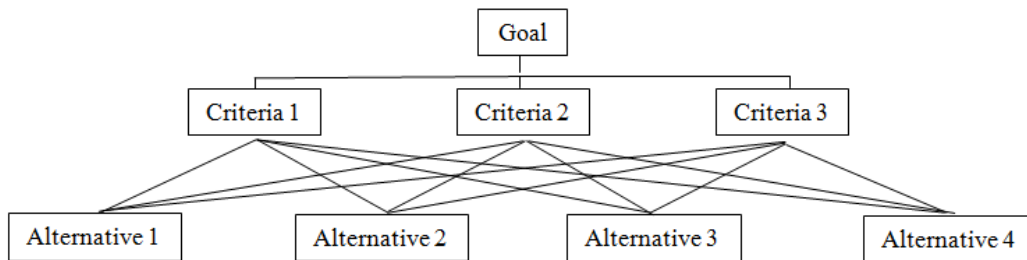 Goal
Criteria 1
Criteria 2
Criteria 3
Alternative 1
Alternative 2
Alternative 3
Alternative 4